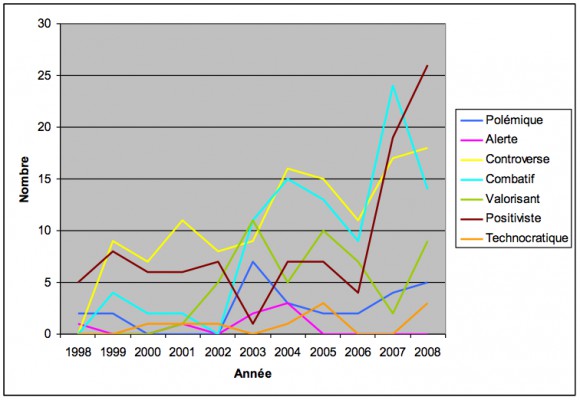 30
25
20
15
10
5
0
Nombre
1998 1999 2000 2001 2002 2003 2004 2005 2006 2007 2008
Année
Polémique
Alerte
Controverse
Combatif
Valorisant
Positiviste
Technocratique